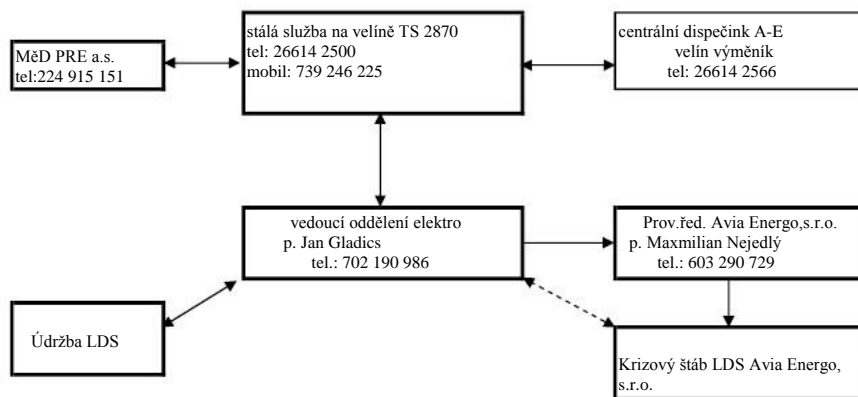 MěD PRE a.s.
tel:224 915 151
stálá služba na velíně TS 2870
tel: 26614 2500
mobil: 739 246 225
centrální dispečink A-E
velín výměník
tel: 26614 2566
vedoucí oddělení elektro
p. Jan Gladics
tel.: 702 190 986
Prov.řed. Avia Energo,s.r.o.
p. Maxmilian Nejedlý
tel.: 603 290 729
Údržba LDS
Krizový štáb LDS Avia Energo,
s.r.o.